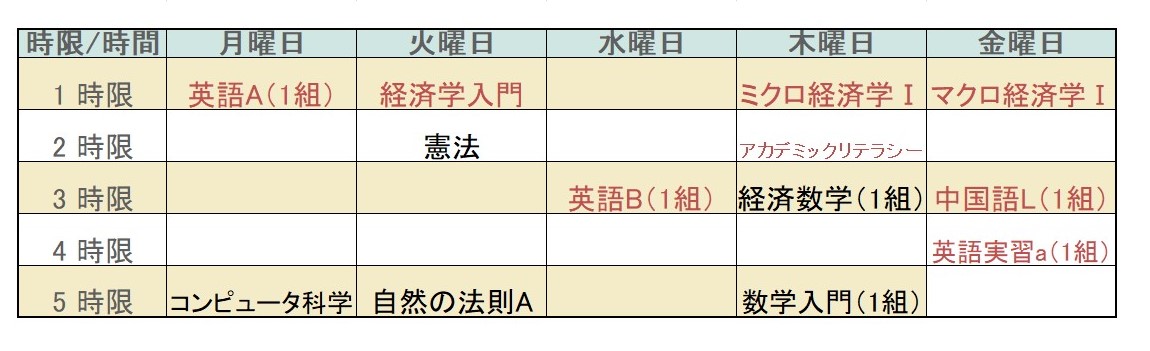 時限/時間 月曜日 火曜日 水曜日 木曜日 金曜日
1 時限 英語A(1組) 経済学入門 ミクロ経済学Ⅰ マクロ経済学Ⅰ
2 時限 憲法 アカデミックリテラシー
3 時限 英語B(1組) 経済数学(1組) 中国語L(1組)
4 時限 英語実習a(1組)
5 時限 コンピュータ科学 自然の法則A 数学入門(1組)